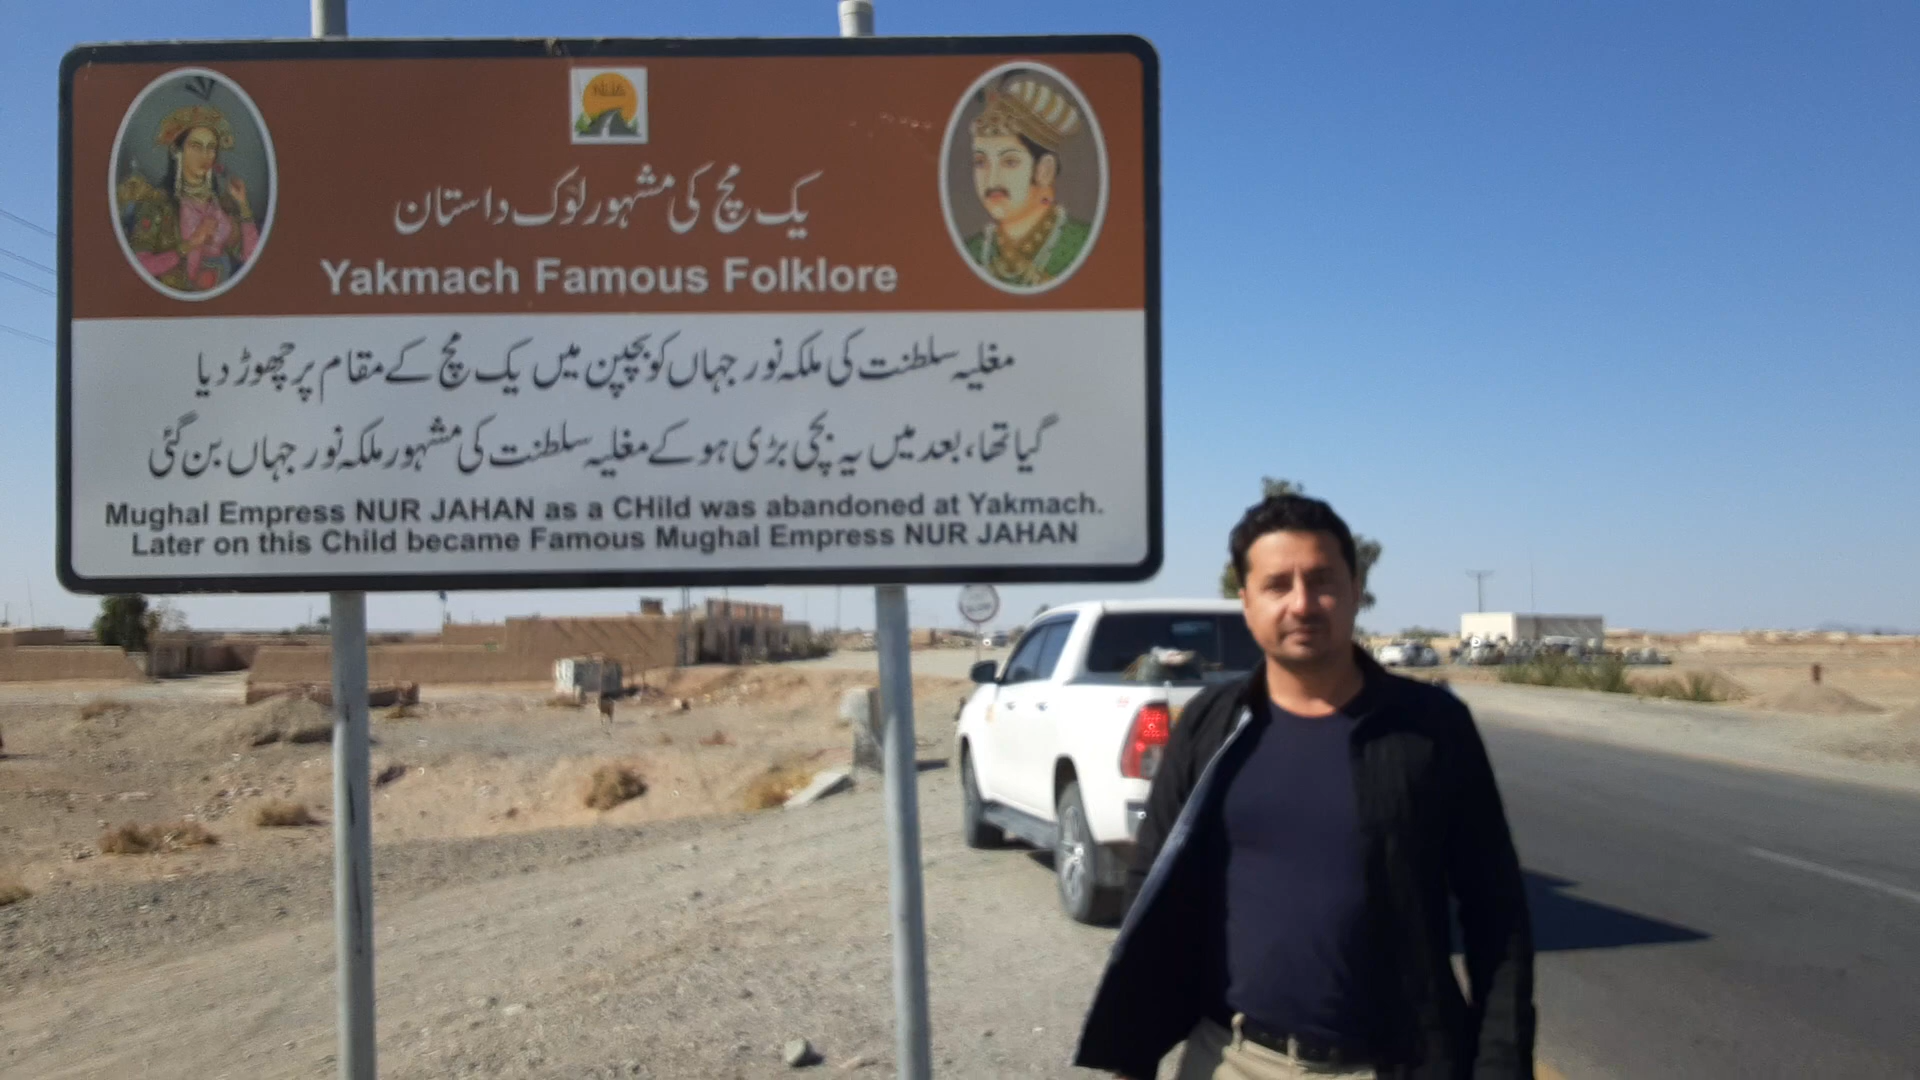 یک مچ کی مشہور لوک داستان
Yakmach Famous Folklore
مغلیہ سلطنت کی ملکہ نور جہاں کو بچپن میں یک مچ کے مقام پر چھوڑ دیا
گیا تھا، بعد میں یہ بچی بڑی ہو کے مغلیہ سلطنت کی مشہور ملکہ نور جہاں بن گئی
Mughal Empress NUR JAHAN as a CHild was abandoned at Yakmach.
Later on this Child became Famous Mughal Empress NUR JAHAN